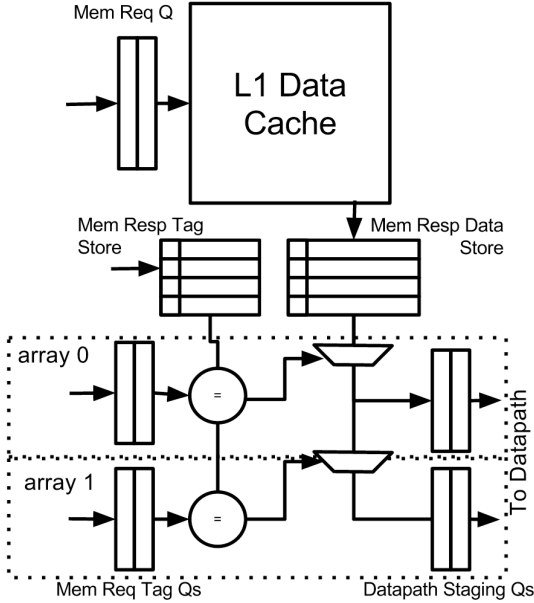 Mem Req Q
L1 Data
Cache
Mem Resp Tag
Store
Mem Resp Data
Store
array 0
=
array 1
=
To Datapath
Mem Req Tag Qs
Datapath Staging Qs